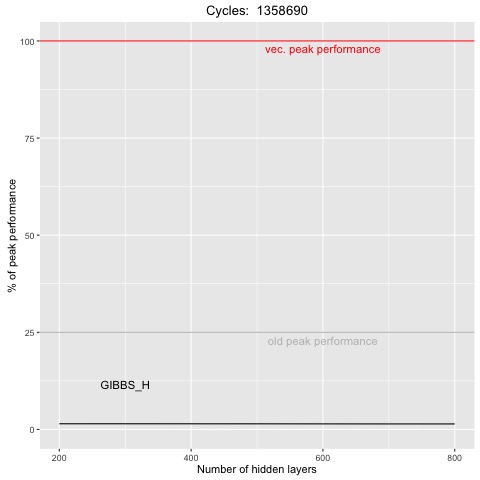 Cycles: 1358690
100
vec. peak performance
75
% of peak performance
50
25
old peak performance
GIBBS_H
0
200
400
600
800
Number of hidden layers